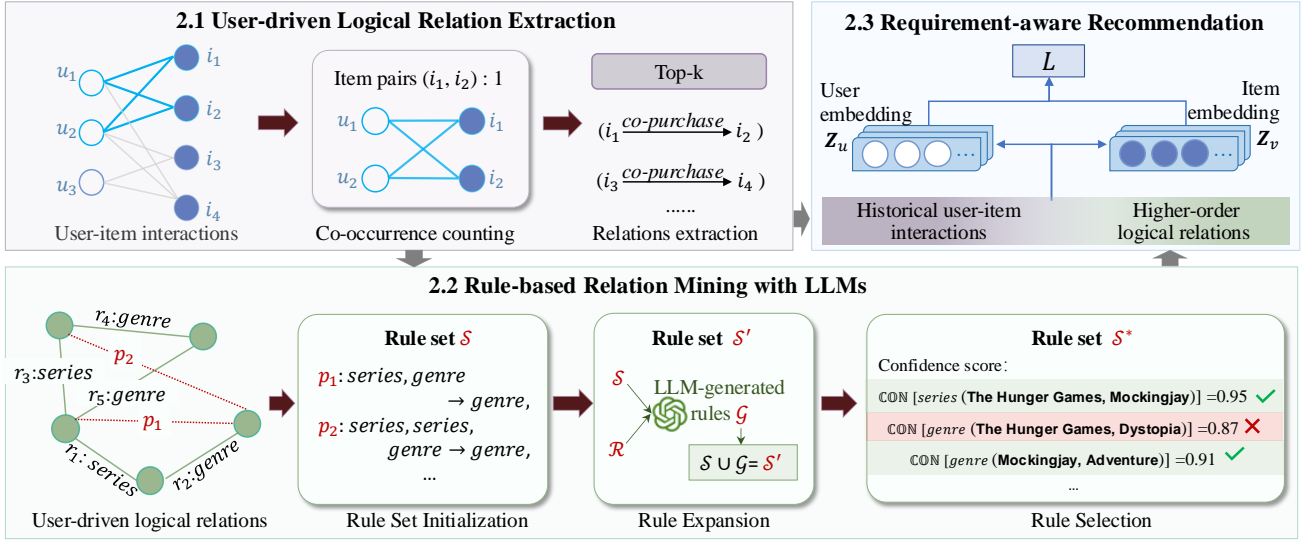 2.1 User-driven Logical Relation Extraction
u1
u2
u3
i1
i2
i3
i4
User-item interactions
Item pairs (i1, i2) : 1
u1
u2
i1
i2
Co-occurrence counting
Top-k
(i1 co-purchase i2 )
(i3 co-purchase i4 )
......
Relations extraction
2.3 Requirement-aware Recommendation
L
User
embedding
Zu
...
Item
embedding
Zv
...
Historical user-item
interactions
Higher-order
logical relations
2.2 Rule-based Relation Mining with LLMs
r4:genre
p2
r3:series
r5:genre
p1
r1: series
r2:genre
User-driven logical relations
Rule set S
p1: series, genre
→ genre,
p2: series, series,
genre → genre,
...
Rule Set Initialization
Rule set S′
S
R
LLM-generated
rules G
S ∪ G= S′
Rule Expansion
Rule set S*
Confidence score:
CON [series (The Hunger Games, Mockingjay)] =0.95 ✓
CON [genre (The Hunger Games, Dystopia)] =0.87 ✕
CON [genre (Mockingjay, Adventure)] =0.91 ✓
...
Rule Selection